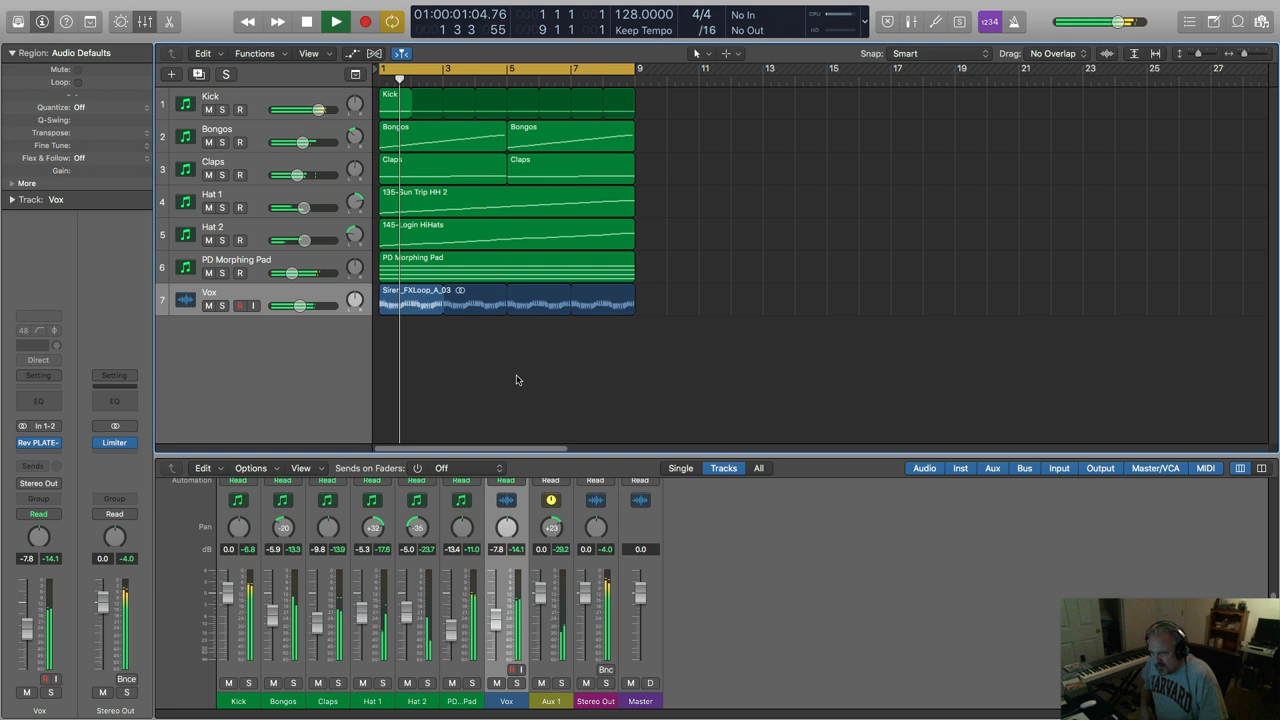 01:00:01:04.76 1 1 1 1 128.0000 4/4 No In CPU
1 3 3 55 9 1 1 1 Keep Tempo /16 No Out HD
1234
Region: Audio Defaults
Mute:
Loop:
Quantize: Off
Q-Swing:
Transpose:
Fine Tune:
Flex & Follow: Off
Gain:
More
Track: Vox
Edit Functions View Snap: Smart Drag: No Overlap
S
1 3 5 7 9 11 13 15 17 19 21 23 25 27
1 Kick M S R Kick
2 Bongos M S R Bongos Bongos
3 Claps M S R Claps Claps
4 Hat 1 M S R 135-Sun Trip HH 2
5 Hat 2 M S R 145-Login HiHats
6 PD Morphing Pad M S R PD Morphing Pad
7 Vox M S R I Siren_FXLoop_A_03
48
Direct
Setting Setting
EQ EQ
In 1-2
Rev PLATE- Limiter
Sends
Stereo Out
Group Group
Read Read
-7.8 -14.1 0.0 -4.0
R I
Bnce
M S M S
Vox Stereo Out
Edit Options View Sends on Faders: Off Single Tracks All Audio Inst Aux Bus Input Output Master/VCA MIDI
Automation Read Read Read Read Read Read Read Read Read Read
Pan -20 +32 -35 +23
dB 0.0 -6.8 -5.9 -13.3 -9.8 -13.9 -5.3 -17.6 -5.0 -23.7 -13.4 -11.0 -7.8 -14.1 0.0 -29.2 0.0 -4.0 0.0
R I Bnc
M S M S M S M S M S M S M S M S M S M D
Kick Bongos Claps Hat 1 Hat 2 PD...Pad Vox Aux 1 Stereo Out Master
HARVARD